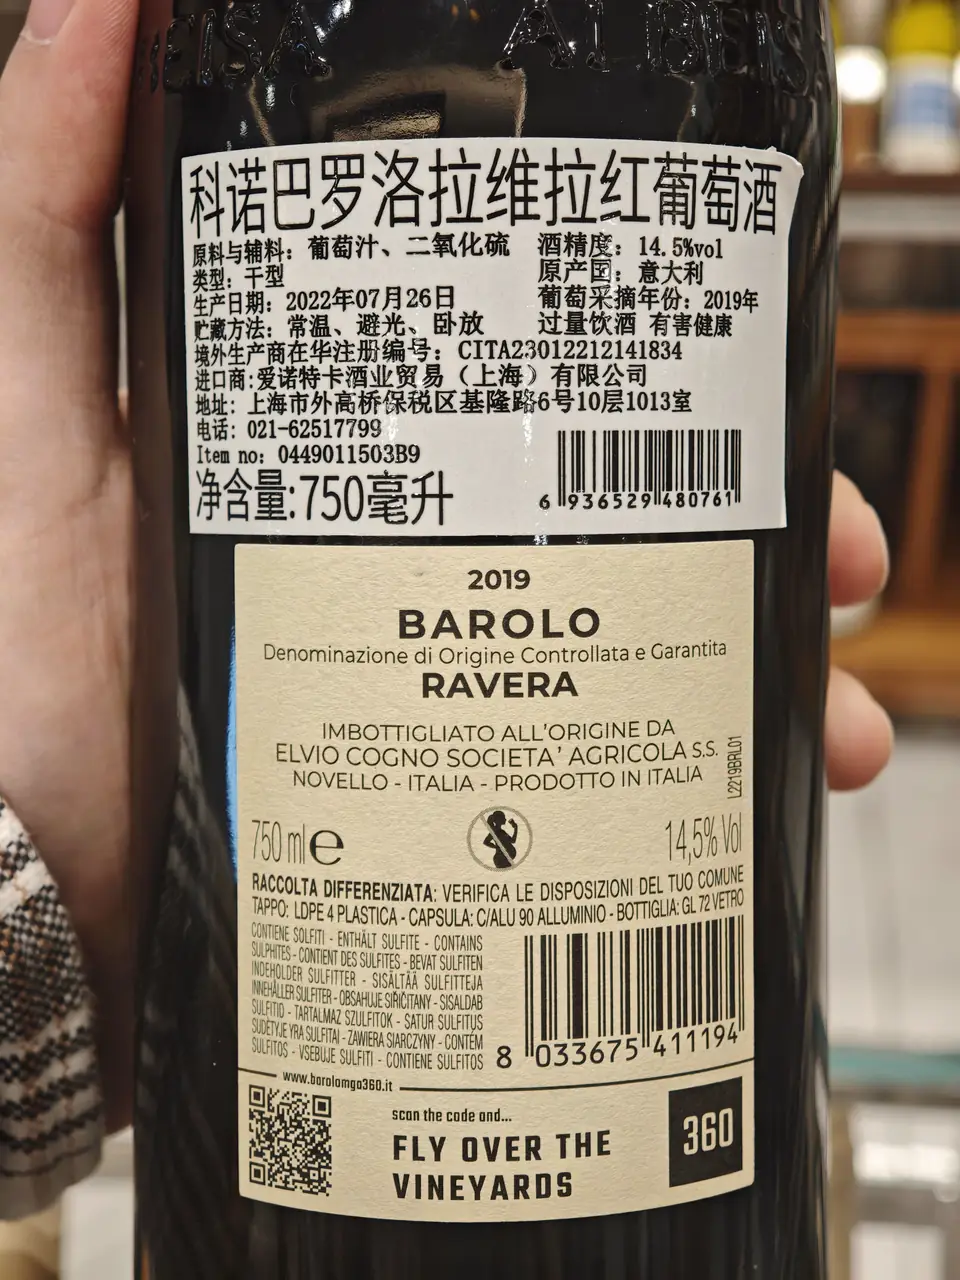 ALBEIS
科诺巴罗洛拉维拉红葡萄酒
原料与辅料: 葡萄汁、二氧化硫 酒精度: 14.5%vol
类型: 干型 原产国: 意大利
生产日期: 2022年07月26日 葡萄采摘年份: 2019年
贮藏方法: 常温、避光、卧放 过量饮酒 有害健康
境外生产商在华注册编号: CITA23012212141834
进口商:爱诺特卡酒业贸易（上海）有限公司
地址: 上海市外高桥保税区基隆路6号10层1013室
电话: 021-62517799
Item no: 0449011503B9
净含量:750毫升
6 936529 480761
2019
BAROLO
Denominazione di Origine Controllata e Garantita
RAVERA
IMBOTTIGLIATO ALL'ORIGINE DA
ELVIO COGNO SOCIETA' AGRICOLA S.S.
NOVELLO - ITALIA - PRODOTTO IN ITALIA
L2219BRL01
750 ml e 14,5% Vol
RACCOLTA DIFFERENZIATA: VERIFICA LE DISPOSIZIONI DEL TUO COMUNE
TAPPO: LDPE 4 PLASTICA - CAPSULA: C/ALU 90 ALLUMINIO - BOTTIGLIA: GL 72 VETRO
CONTIENE SOLFITI - ENTHÄLT SULFITE - CONTAINS
SULPHITES - CONTIENT DES SULFITES - BEVAT SULFITEN
INDEHOLDER SULFITTER - SISÄLTÄÄ SULFITTEJA
INNEHÅLLER SULFITER - OBSAHUJE SIŘIČITANY - SISALDAB
SULFITID - TARTALMAZ SZULFITOK - SATUR SULFITUS
SUDĖTYJE YRA SULFITAI - ZAWIERA SIARCZYNY - CONTÉM
SULFITOS - VSEBUJE SULFITI - CONTIENE SULFITOS
8 033675 411194
www.barolomga360.it
scan the code and...
FLY OVER THE
VINEYARDS
360